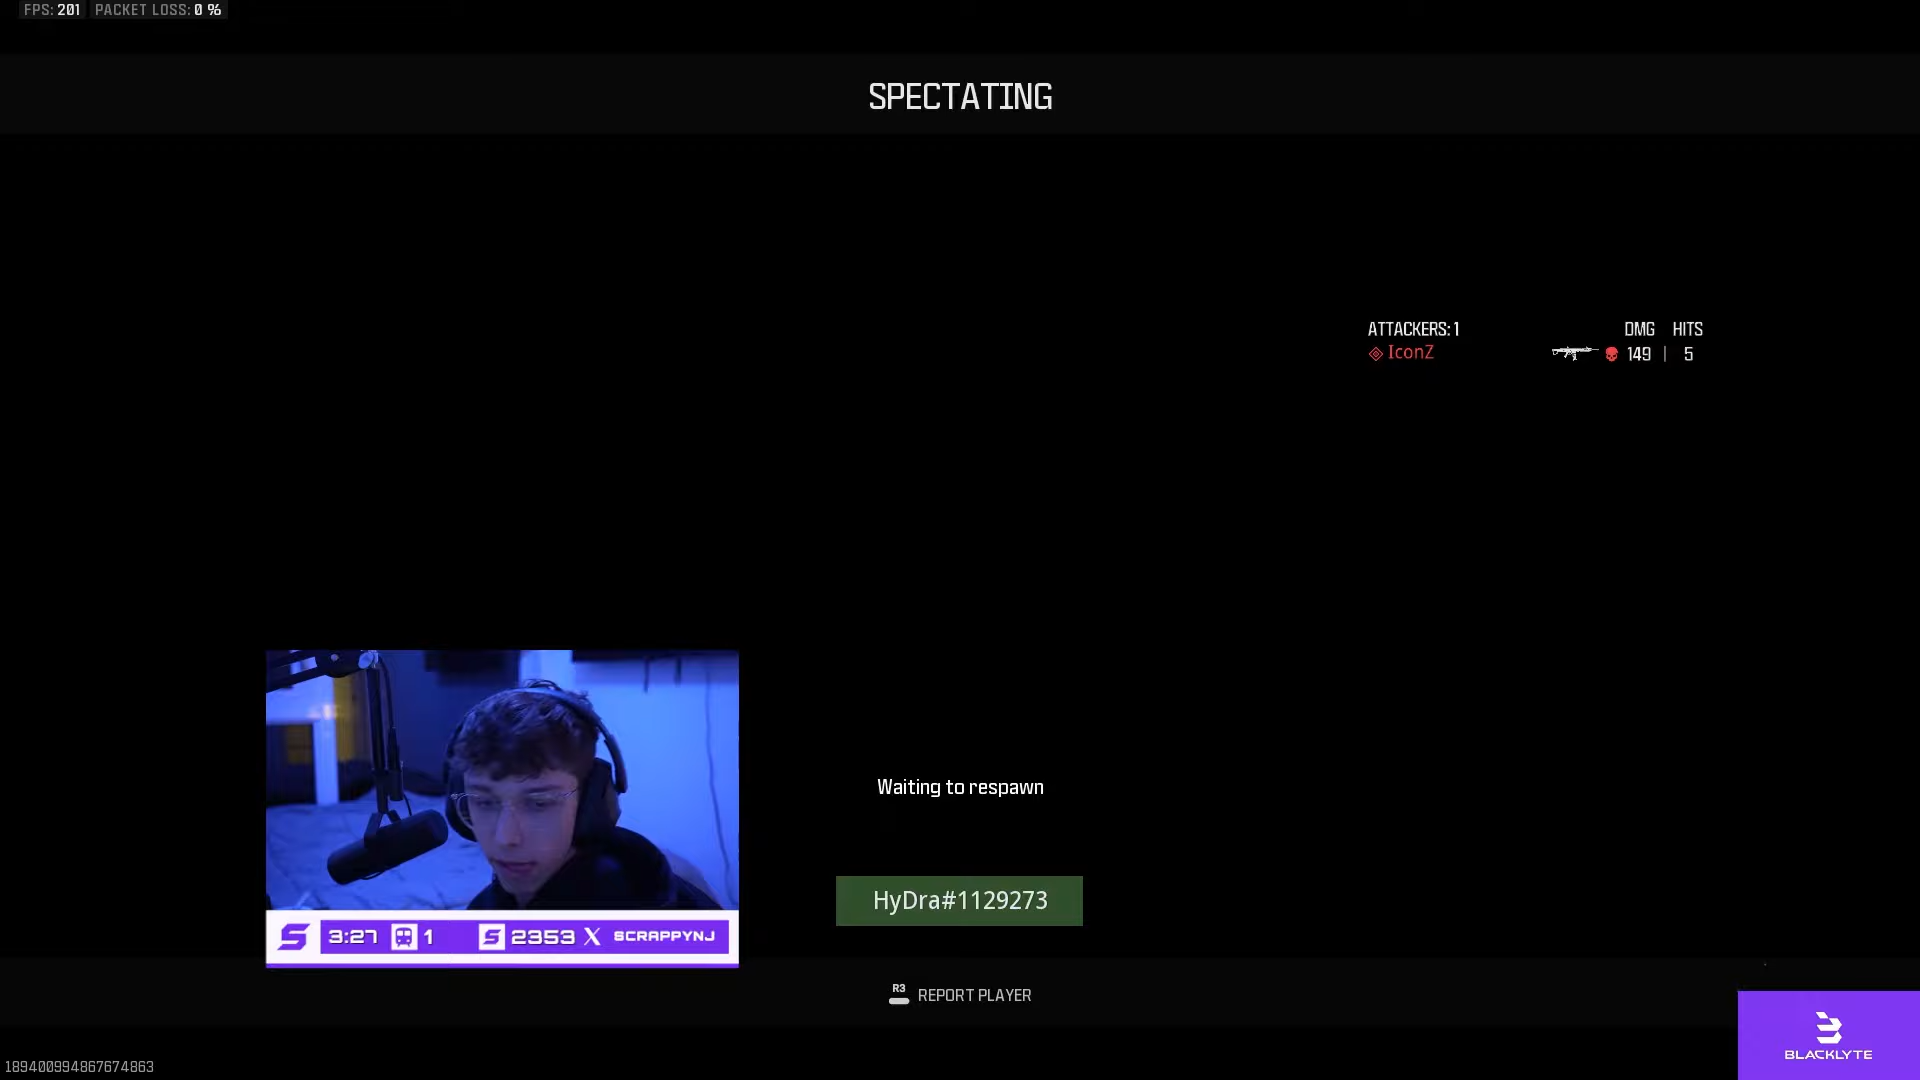 FPS: 201 PACKET LOSS: 0 %
SPECTATING
ATTACKERS: 1 DMG HITS
IconZ 149 | 5
Waiting to respawn
HyDra#1129273
3:27 1 S 2353 X SCRAPPYNJ
R3 REPORT PLAYER
BLACKLYTE
189400994867674863